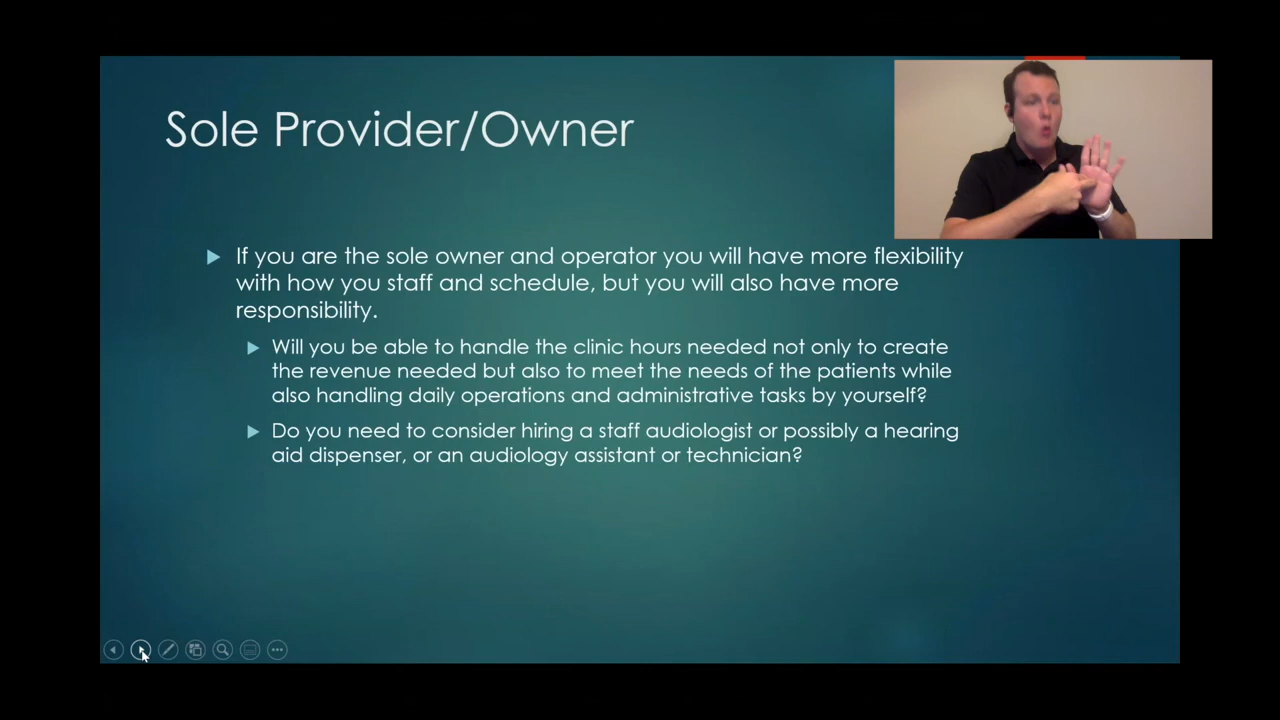 Sole Provider/Owner
If you are the sole owner and operator you will have more flexibility
with how you staff and schedule, but you will also have more
responsibility.
Will you be able to handle the clinic hours needed not only to create
the revenue needed but also to meet the needs of the patients while
also handling daily operations and administrative tasks by yourself?
Do you need to consider hiring a staff audiologist or possibly a hearing
aid dispenser, or an audiology assistant or technician?